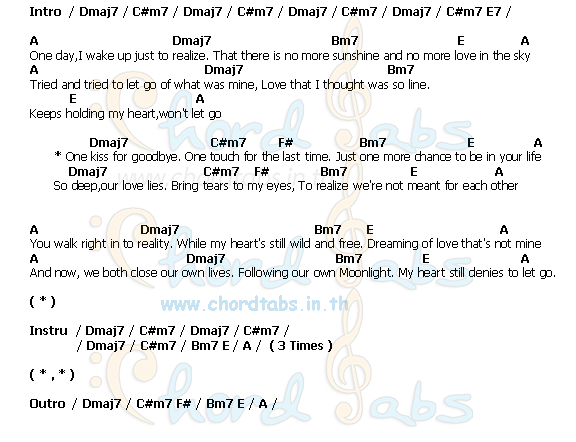 Intro / Dmaj7 / C#m7 / Dmaj7 / C#m7 / Dmaj7 / C#m7 / Dmaj7 / C#m7 E7 /
A Dmaj7 Bm7 E A
One day,I wake up just to realize. That there is no more sunshine and no more love in the sky
A Dmaj7 Bm7
Tried and tried to let go of what was mine, Love that I thought was so line.
E A
Keeps holding my heart,won't let go
Dmaj7 C#m7 F# Bm7 E A
* One kiss for goodbye. One touch for the last time. Just one more chance to be in your life
Dmaj7 C#m7 F# Bm7 E A
So deep,our love lies. Bring tears to my eyes, To realize we're not meant for each other
A Dmaj7 Bm7 E A
You walk right in to reality. While my heart's still wild and free. Dreaming of love that's not mine
A Dmaj7 Bm7 E A
And now, we both close our own lives. Following our own Moonlight. My heart still denies to let go.
( * )
www.chordtabs.in.th
Instru / Dmaj7 / C#m7 / Dmaj7 / C#m7 /
/ Dmaj7 / C#m7 / Bm7 E / A / ( 3 Times )
( * , * )
Outro / Dmaj7 / C#m7 F# / Bm7 E / A /